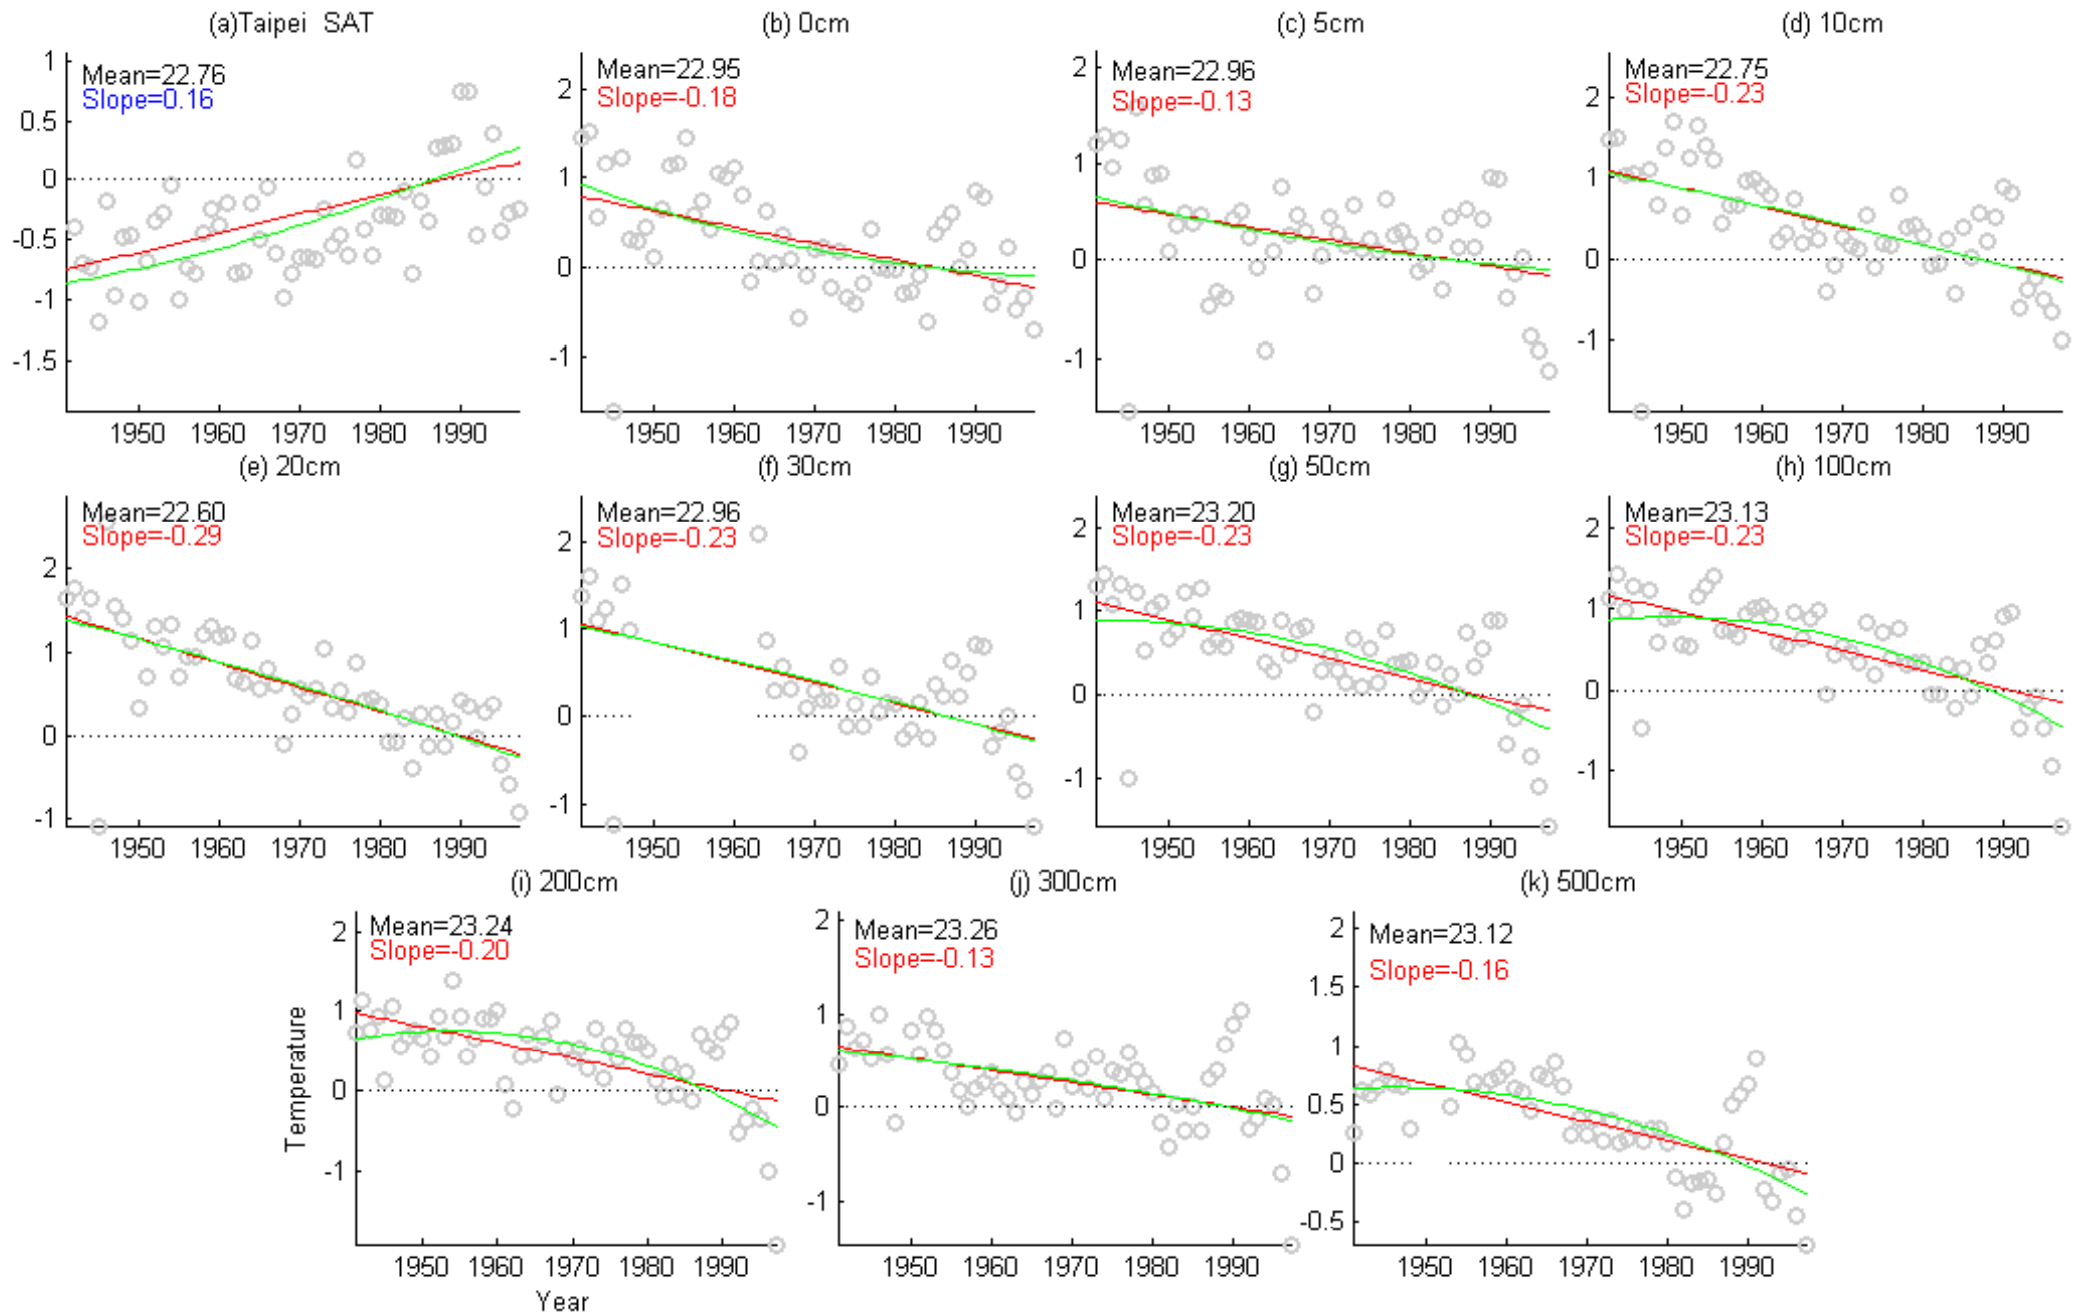 (a)Taipei SAT
(b) 0cm
(c) 5cm
(d) 10cm
1
0.5
0
-0.5
-1
-1.5
Mean=22.76
Slope=0.16
1950 1960 1970 1980 1990
2
1
0
-1
Mean=22.95
Slope=-0.18
1950 1960 1970 1980 1990
2
1
0
-1
Mean=22.96
Slope=-0.13
1950 1960 1970 1980 1990
2
1
0
-1
Mean=22.75
Slope=-0.23
1950 1960 1970 1980 1990
(e) 20cm
(f) 30cm
(g) 50cm
(h) 100cm
2
1
0
-1
Mean=22.60
Slope=-0.29
1950 1960 1970 1980 1990
2
1
0
-1
Mean=22.96
Slope=-0.23
1950 1960 1970 1980 1990
2
1
0
-1
Mean=23.20
Slope=-0.23
1950 1960 1970 1980 1990
2
1
0
-1
Mean=23.13
Slope=-0.23
1950 1960 1970 1980 1990
(i) 200cm
(j) 300cm
(k) 500cm
Temperature
2
1
0
-1
Mean=23.24
Slope=-0.20
1950 1960 1970 1980 1990
Year
2
1
0
-1
Mean=23.26
Slope=-0.13
1950 1960 1970 1980 1990
2
1.5
1
0.5
0
-0.5
Mean=23.12
Slope=-0.16
1950 1960 1970 1980 1990